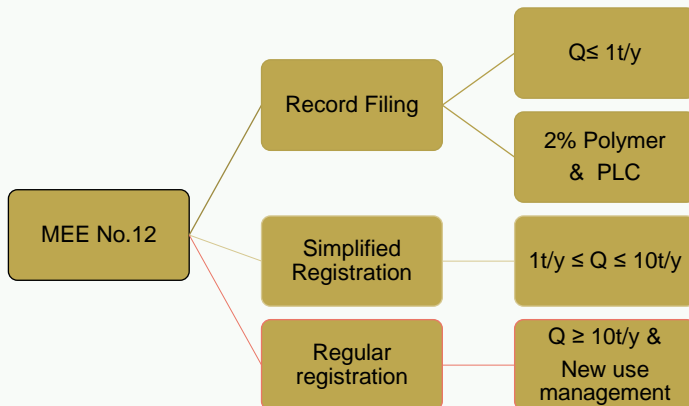 MEE No.12
Record Filing
Q≤ 1t/y
2% Polymer
& PLC
Simplified
Registration
1t/y ≤ Q ≤ 10t/y
Regular
registration
Q ≥ 10t/y &
New use
management